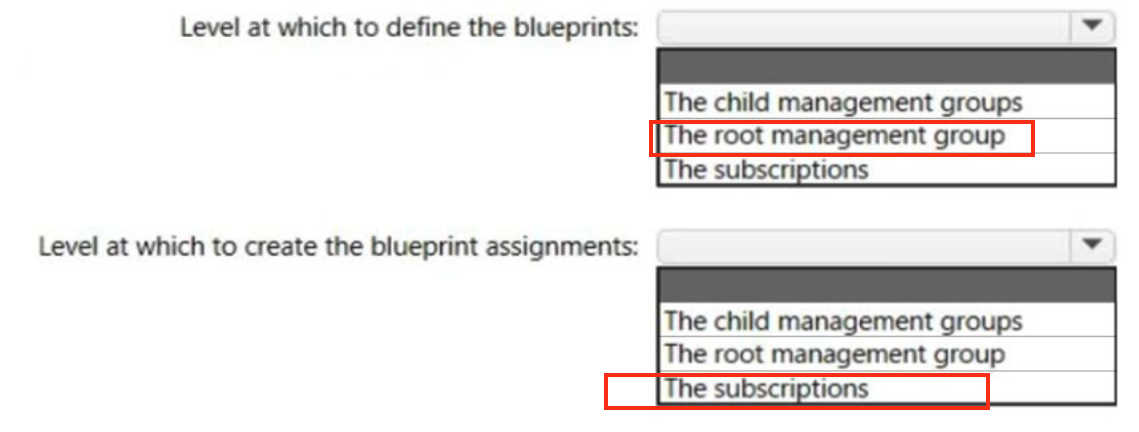 Level at which to define the blueprints:
The child management groups
The root management group
The subscriptions
Level at which to create the blueprint assignments:
The child management groups
The root management group
The subscriptions